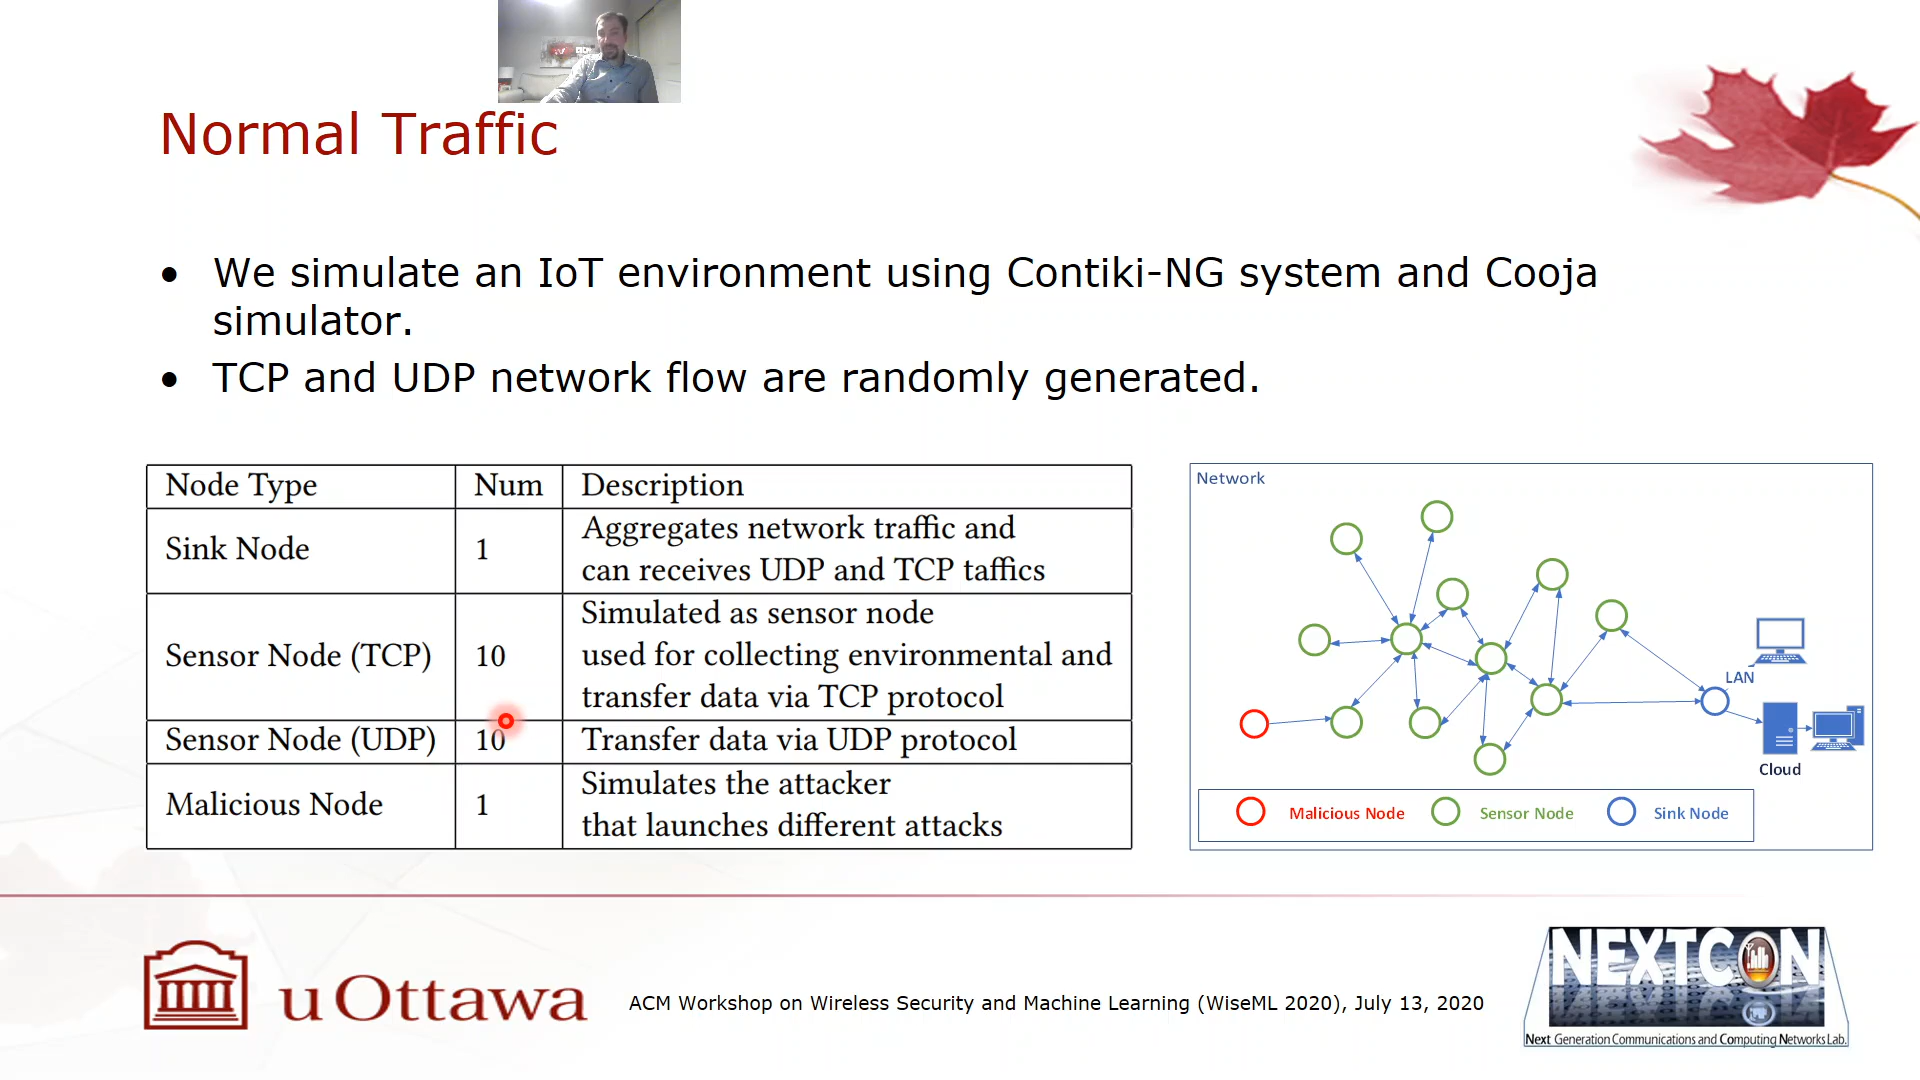 Normal Traffic
• We simulate an IoT environment using Contiki-NG system and Cooja
simulator.
• TCP and UDP network flow are randomly generated.
Node Type Num Description
Sink Node 1 Aggregates network traffic and
can receives UDP and TCP taffics
Sensor Node (TCP) 10 Simulated as sensor node
used for collecting environmental and
transfer data via TCP protocol
Sensor Node (UDP) 10 Transfer data via UDP protocol
Malicious Node 1 Simulates the attacker
that launches different attacks
Network
LAN
Cloud
Malicious Node Sensor Node Sink Node
uOttawa
ACM Workshop on Wireless Security and Machine Learning (WiseML 2020), July 13, 2020
NEXTCON
Next Generation Communications and Computing Networks Lab.